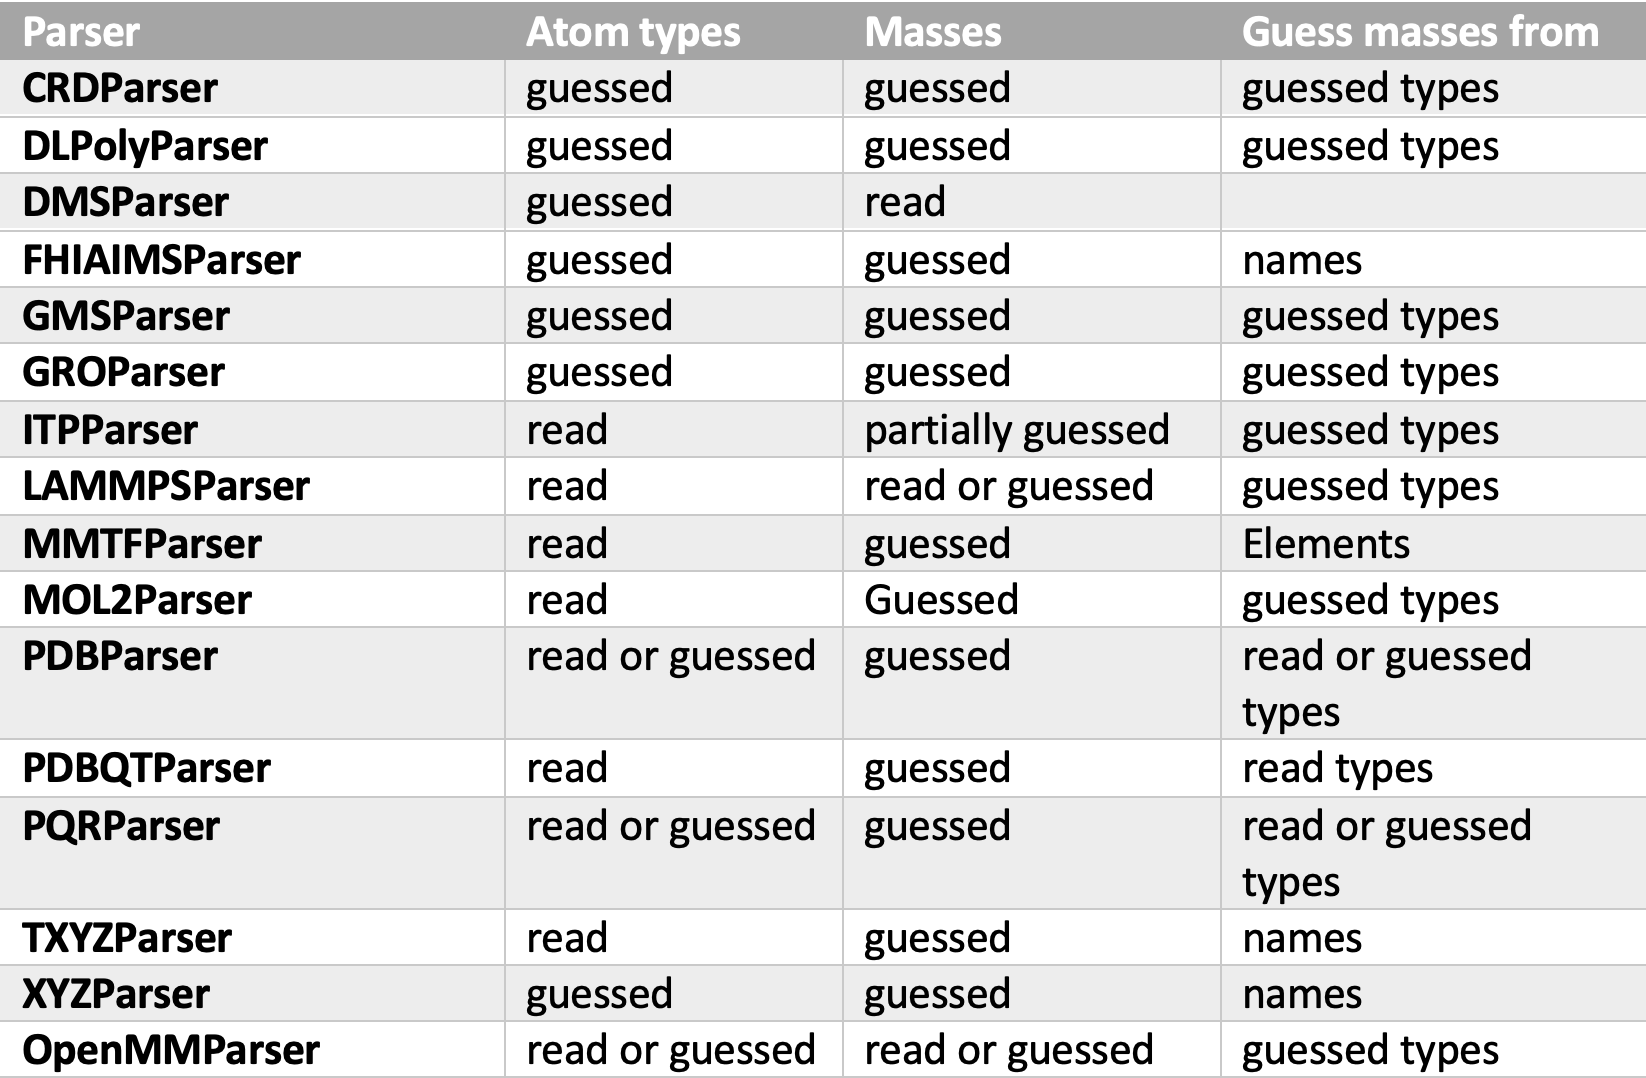 Parser Atom types Masses Guess masses from
CRDParser guessed guessed guessed types
DLPolyParser guessed guessed guessed types
DMSParser guessed read
FHIAIMSParser guessed guessed names
GMSParser guessed guessed guessed types
GROParser guessed guessed guessed types
ITPParser read partially guessed guessed types
LAMMPSParser read read or guessed guessed types
MMTFParser read guessed Elements
MOL2Parser read Guessed guessed types
PDBParser read or guessed guessed read or guessed
types
PDBQTParser read guessed read types
PQRParser read or guessed guessed read or guessed
types
TXYZParser read guessed names
XYZParser guessed guessed names
OpenMMParser read or guessed read or guessed guessed types